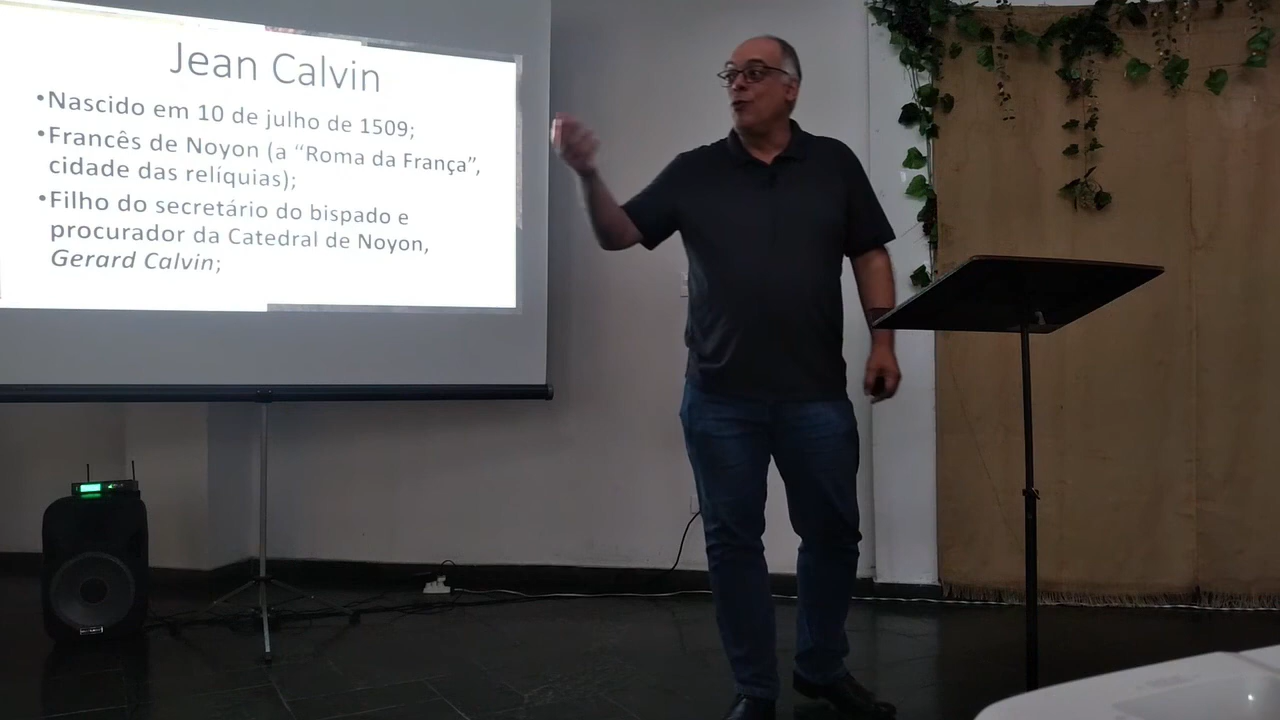 Jean Calvin
•Nascido em 10 de julho de 1509;
•Francês de Noyon (a “Roma da França”,
cidade das relíquias);
•Filho do secretário do bispado e
procurador da Catedral de Noyon,
Gerard Calvin;